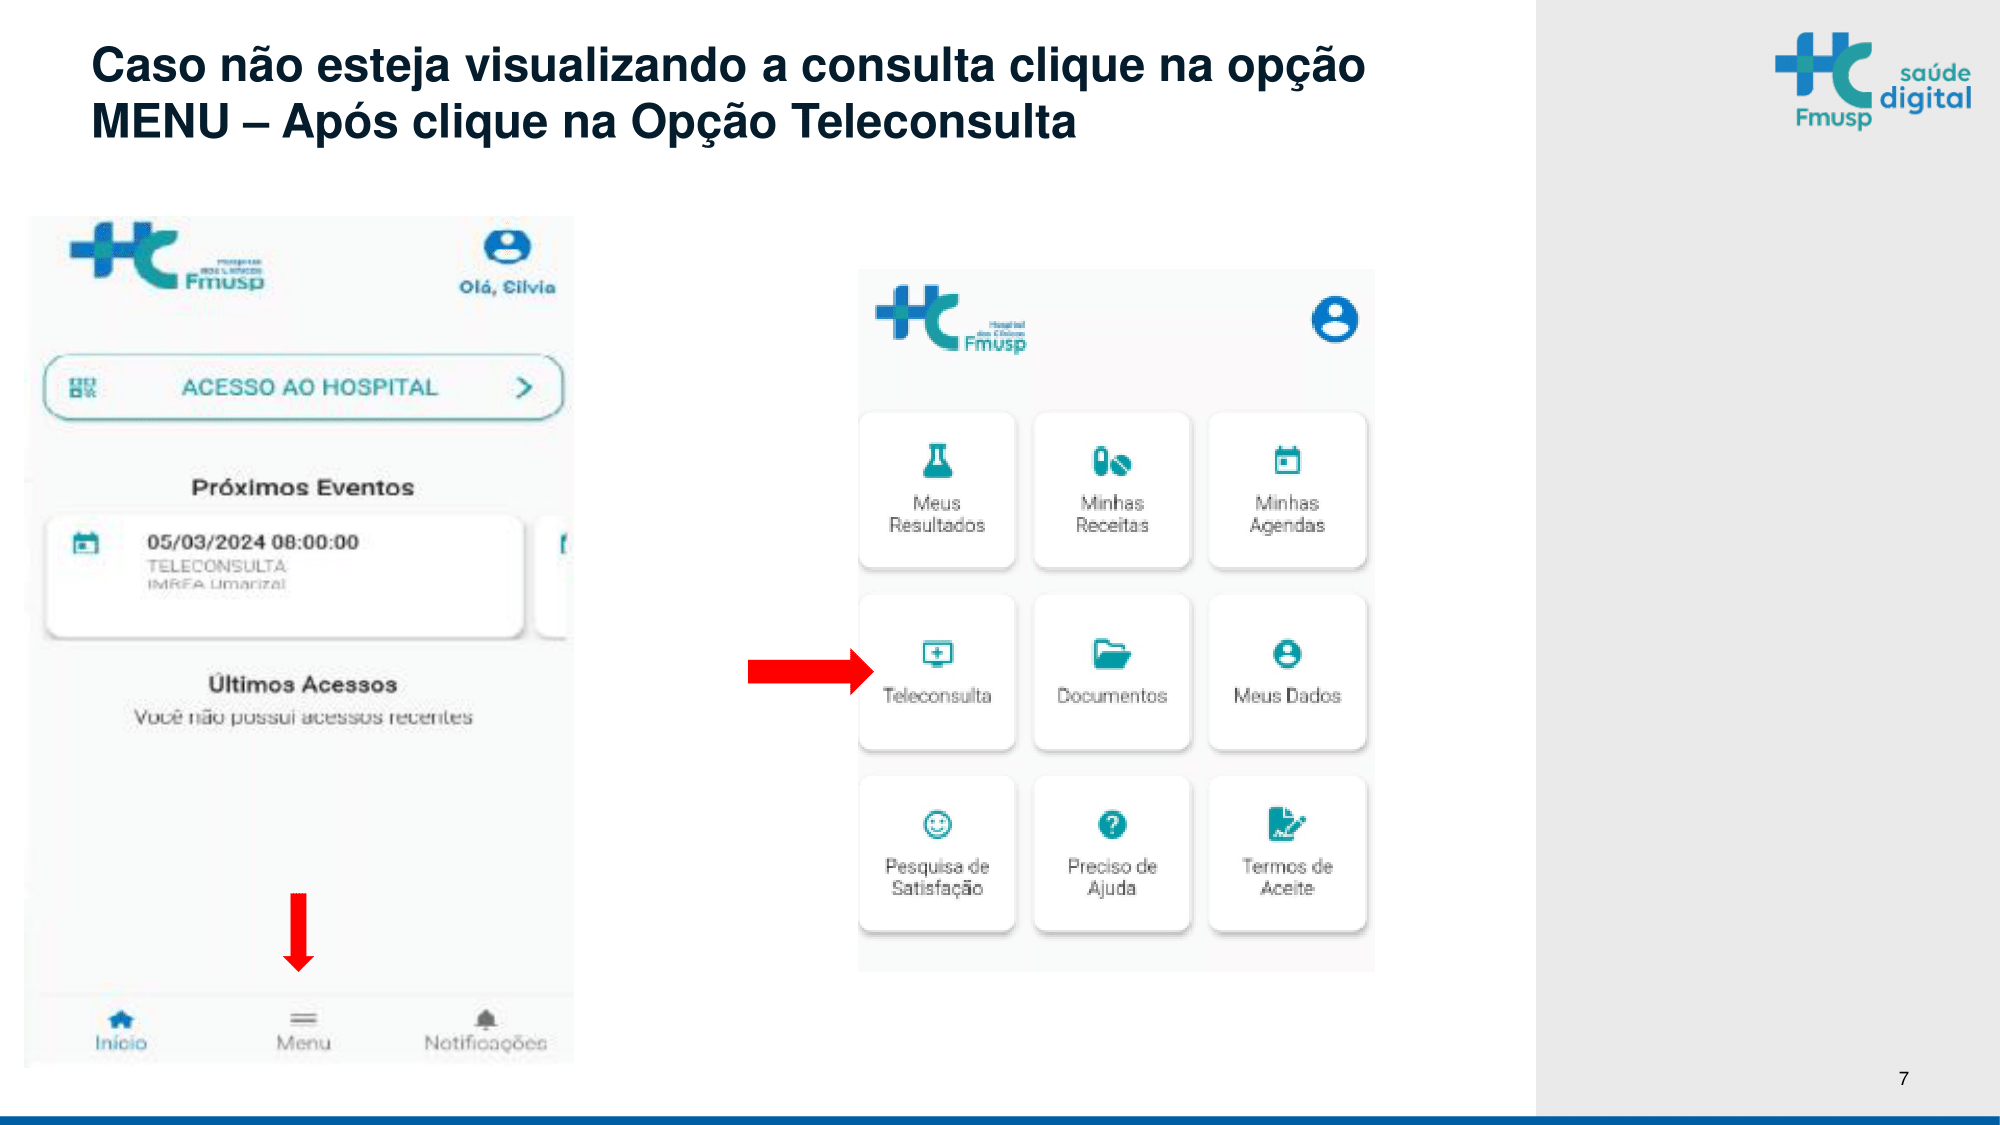 Caso não esteja visualizando a consulta clique na opção
MENU – Após clique na Opção Teleconsulta
saúde
digital
Fmusp
Hospital
das Clínicas
Fmusp
Olá, Silvia
ACESSO AO HOSPITAL
Próximos Eventos
05/03/2024 08:00:00
TELECONSULTA
IMREA Umarizal
Últimos Acessos
Você não possui acessos recentes
Início
Menu
Notificações
Hospital
das Clínicas
Fmusp
Meus
Resultados
Minhas
Receitas
Minhas
Agendas
Teleconsulta
Documentos
Meus Dados
Pesquisa de
Satisfação
Preciso de
Ajuda
Termos de
Aceite
7